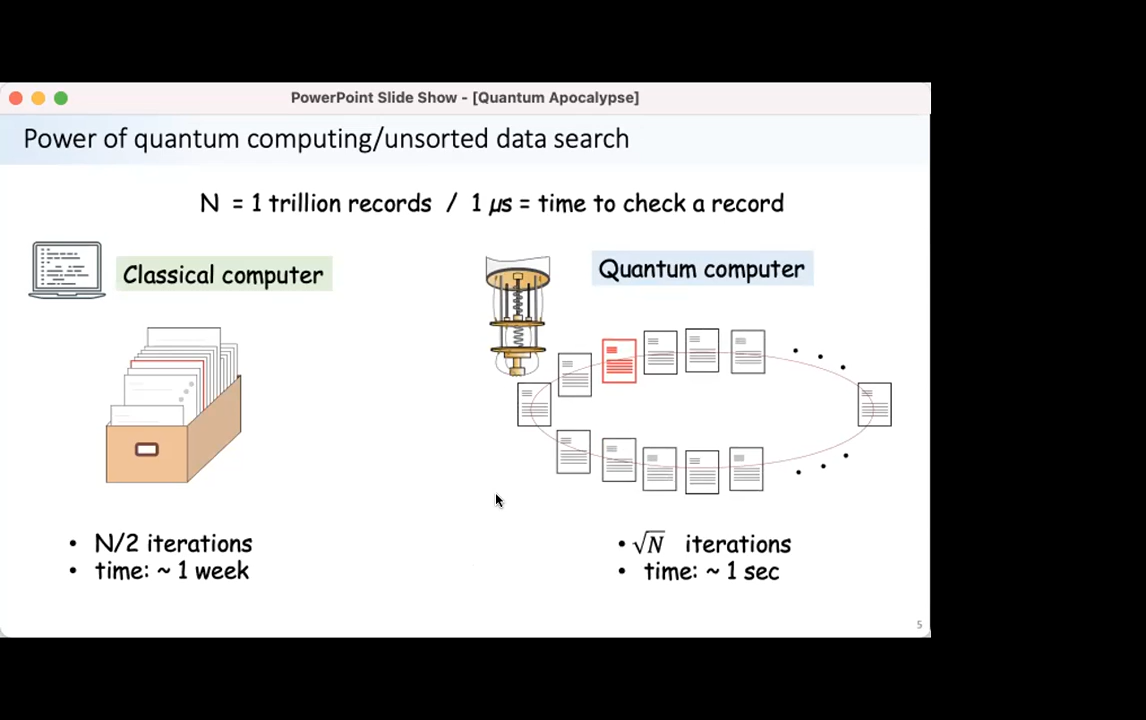 PowerPoint Slide Show - [Quantum Apocalypse]
Power of quantum computing/unsorted data search
N = 1 trillion records / 1 μs = time to check a record
Classical computer
Quantum computer
• N/2 iterations
• time: ~ 1 week
• √N iterations
• time: ~ 1 sec
5